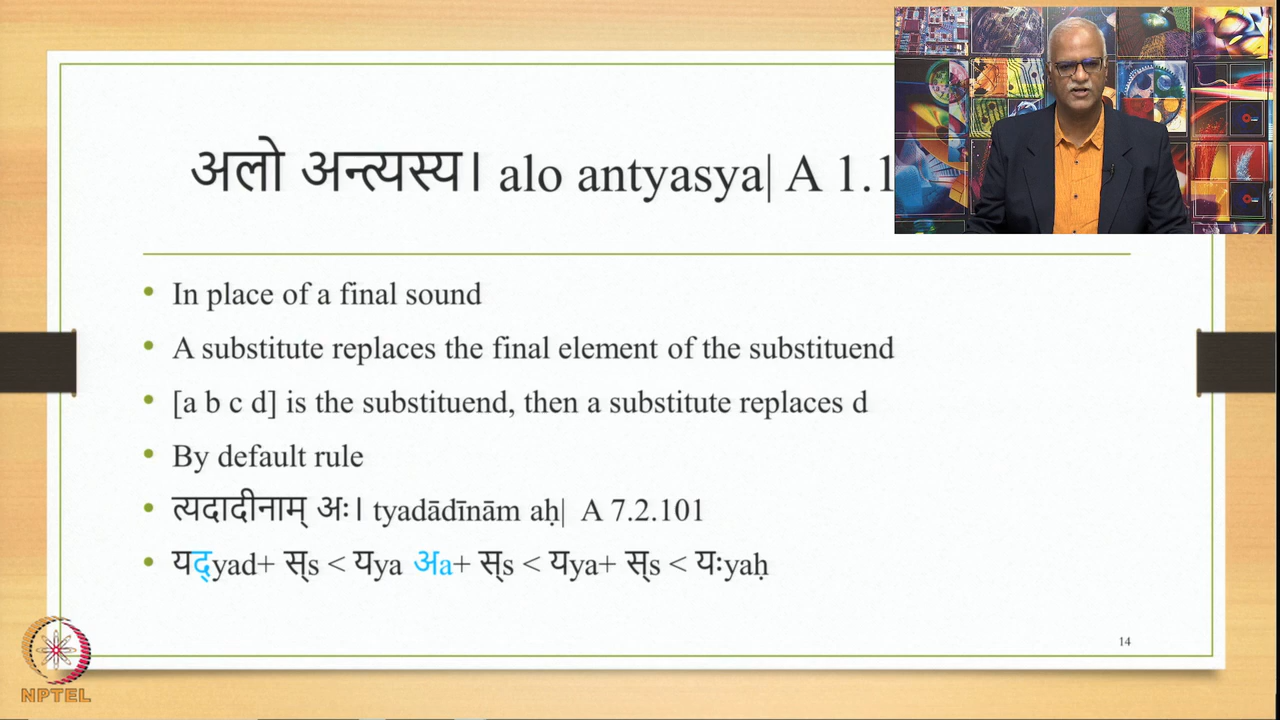 अलो अन्त्यस्य। alo antyasya| A 1.1
In place of a final sound
A substitute replaces the final element of the substituend
[a b c d] is the substituend, then a substitute replaces d
By default rule
त्यदादीनाम् अः। tyadādīnām aḥ| A 7.2.101
यद्yad+ स्s < यya अa+ स्s < यya+ स्s < यःyaḥ
14
NPTEL